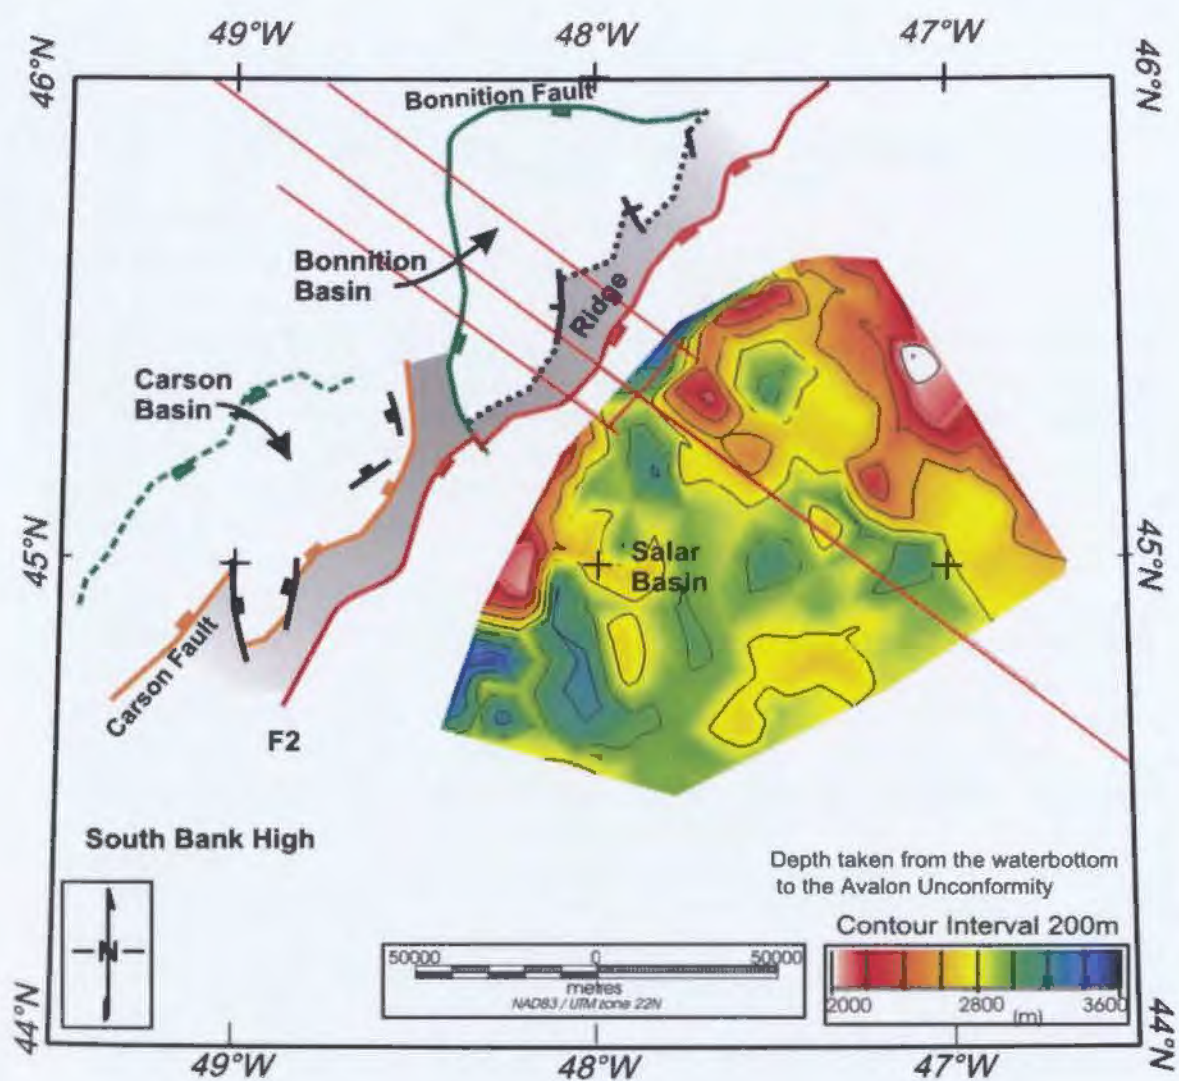 49°W
48°W
47°W
46°N
46°N
Bonnition Fault
Bonnition
Basin
Ridge
Carson
Basin
45°N
45°N
Salar
Basin
Carson Fault
F2
South Bank High
Depth taken from the waterbottom
to the Avalon Unconformity
Contour Interval 200m
N
50000 0 50000
metres
NAD83 / UTM zone 22N
2000 2800 3600
(m)
44°N
44°N
49°W
48°W
47°W